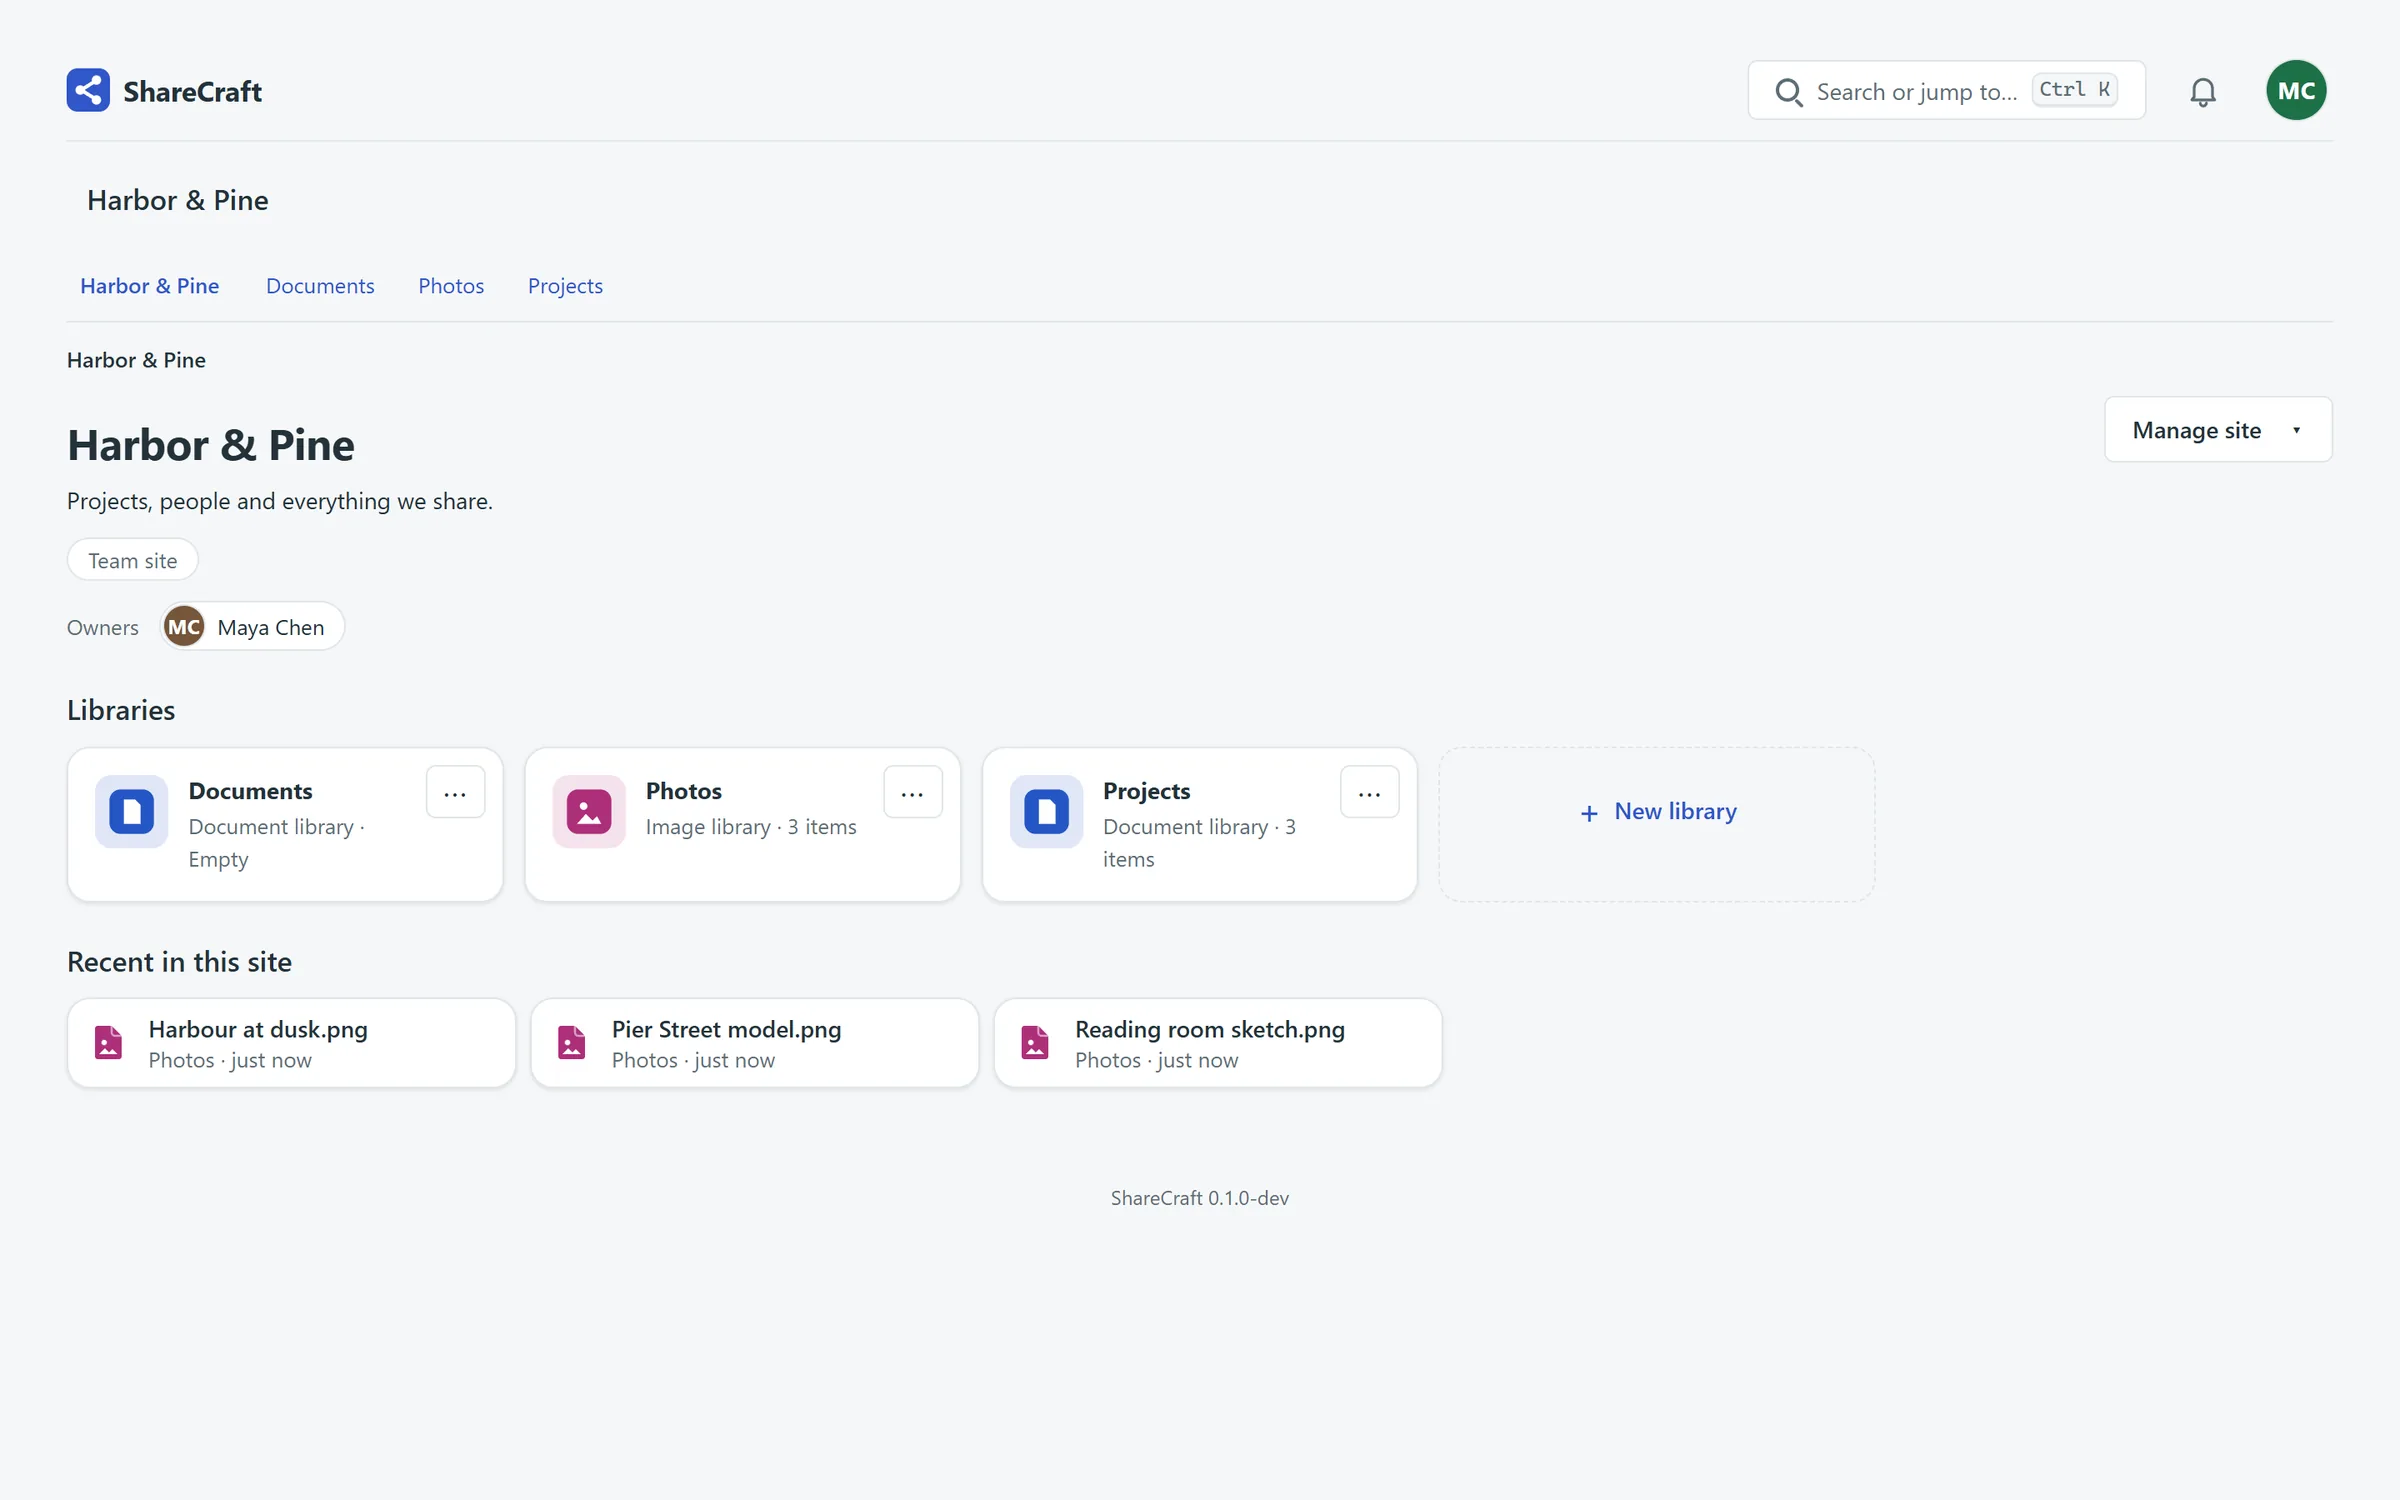 ShareCraft
Search or jump to... Ctrl K
MC
Harbor & Pine
Harbor & Pine Documents Photos Projects
Harbor & Pine
Harbor & Pine
Manage site
Projects, people and everything we share.
Team site
Owners MC Maya Chen
Libraries
Documents
Document library ·
Empty
...
Photos
Image library · 3 items
...
Projects
Document library · 3
items
...
+ New library
Recent in this site
Harbour at dusk.png
Photos · just now
Pier Street model.png
Photos · just now
Reading room sketch.png
Photos · just now
ShareCraft 0.1.0-dev